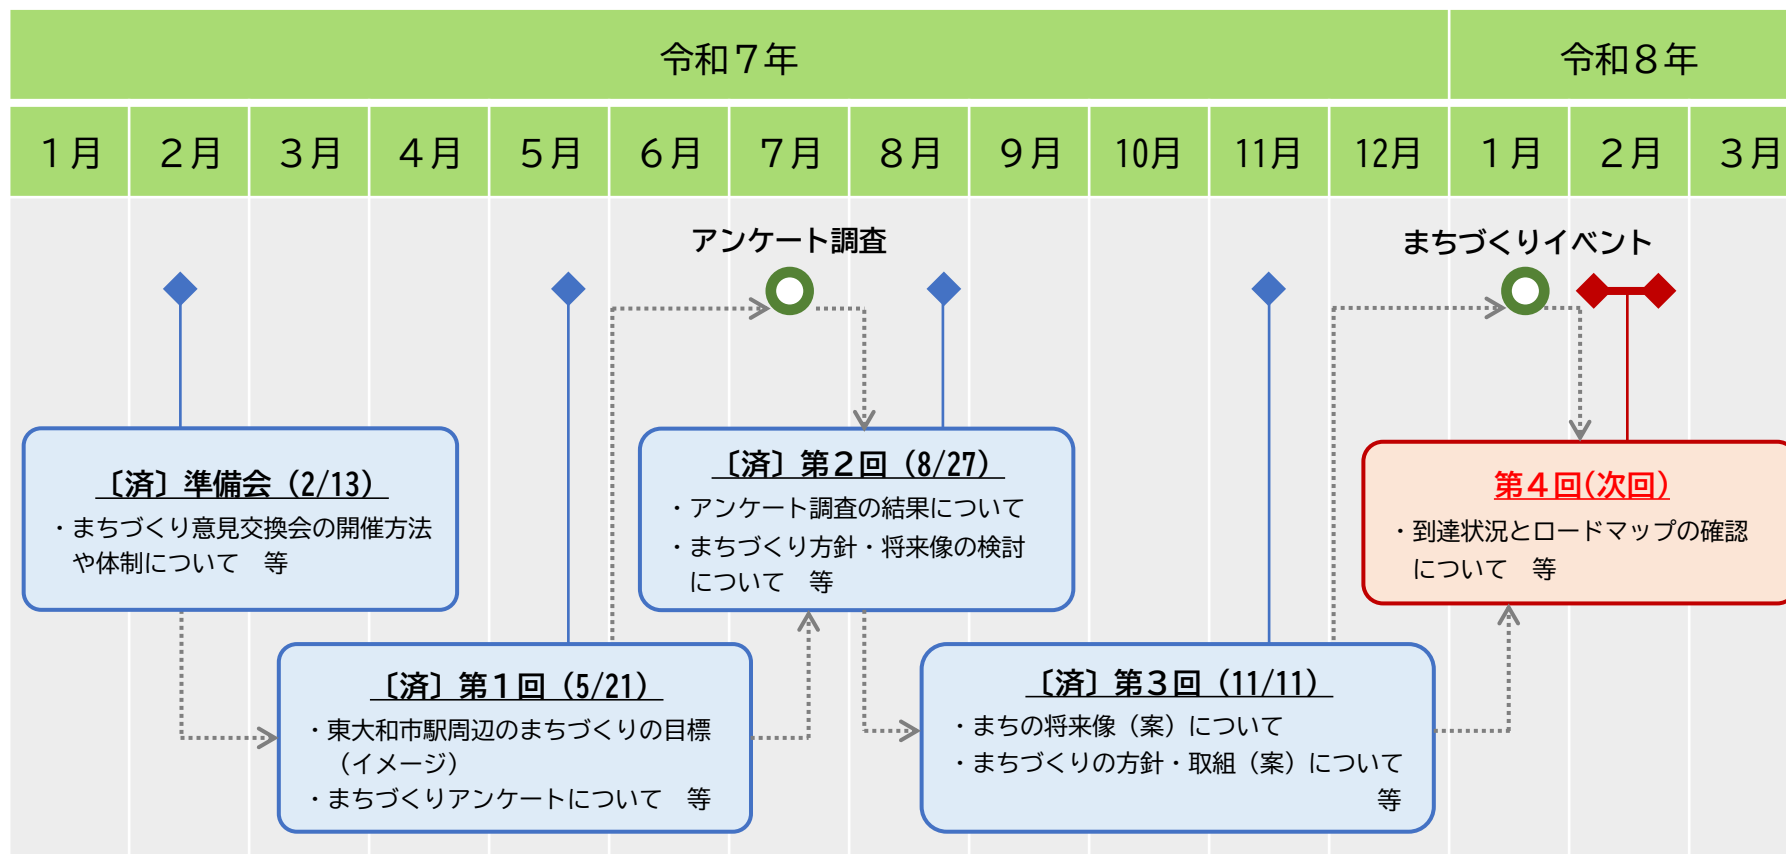 令和７年
令和８年
１月
２月
３月
４月
５月
６月
７月
８月
９月
10月
11月
12月
１月
２月
３月
アンケート調査
まちづくりイベント
〔済〕準備会（2/13）
・まちづくり意見交換会の開催方法
や体制について　等
〔済〕第１回（5/21）
・東大和市駅周辺のまちづくりの目標
（イメージ）
・まちづくりアンケートについて　等
〔済〕第２回（8/27）
・アンケート調査の結果について
・まちづくり方針・将来像の検討
について　等
〔済〕第３回（11/11）
・まちの将来像（案）について
・まちづくりの方針・取組（案）について
等
第４回(次回)
・到達状況とロードマップの確認
について　等